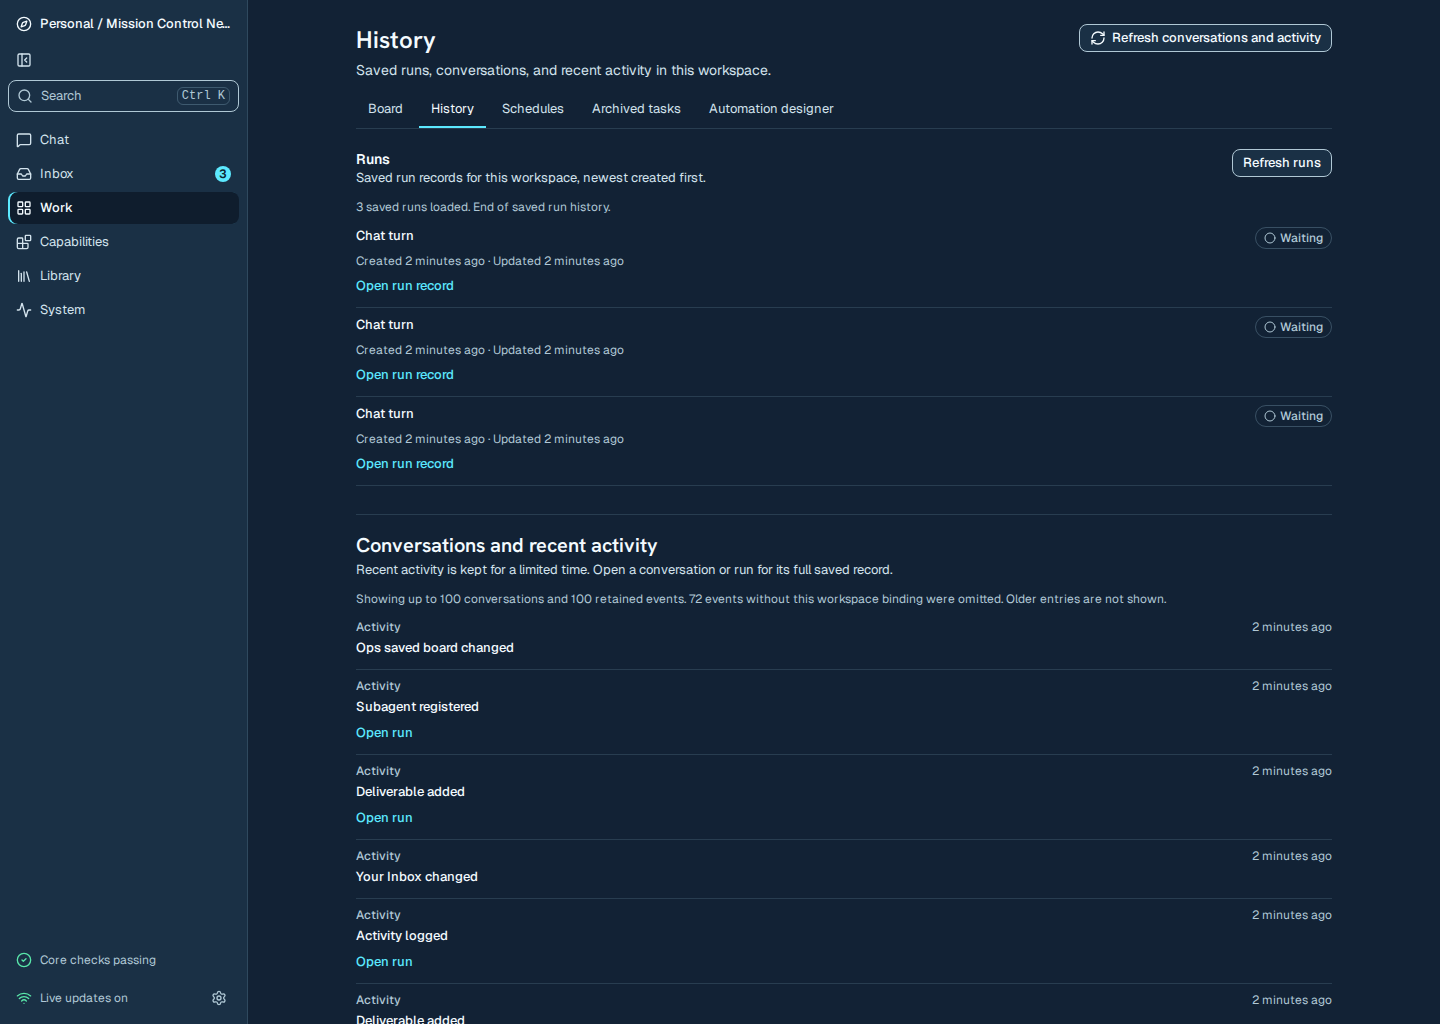 Personal / Mission Control Ne...
Search
Ctrl K
Chat
Inbox
3
Work
Capabilities
Library
System
Core checks passing
Live updates on
History
Refresh conversations and activity
Saved runs, conversations, and recent activity in this workspace.
Board
History
Schedules
Archived tasks
Automation designer
Runs
Refresh runs
Saved run records for this workspace, newest created first.
3 saved runs loaded. End of saved run history.
Chat turn
Waiting
Created 2 minutes ago · Updated 2 minutes ago
Open run record
Chat turn
Waiting
Created 2 minutes ago · Updated 2 minutes ago
Open run record
Chat turn
Waiting
Created 2 minutes ago · Updated 2 minutes ago
Open run record
Conversations and recent activity
Recent activity is kept for a limited time. Open a conversation or run for its full saved record.
Showing up to 100 conversations and 100 retained events. 72 events without this workspace binding were omitted. Older entries are not shown.
Activity
2 minutes ago
Ops saved board changed
Activity
2 minutes ago
Subagent registered
Open run
Activity
2 minutes ago
Deliverable added
Open run
Activity
2 minutes ago
Your Inbox changed
Activity
2 minutes ago
Activity logged
Open run
Activity
2 minutes ago
Deliverable added